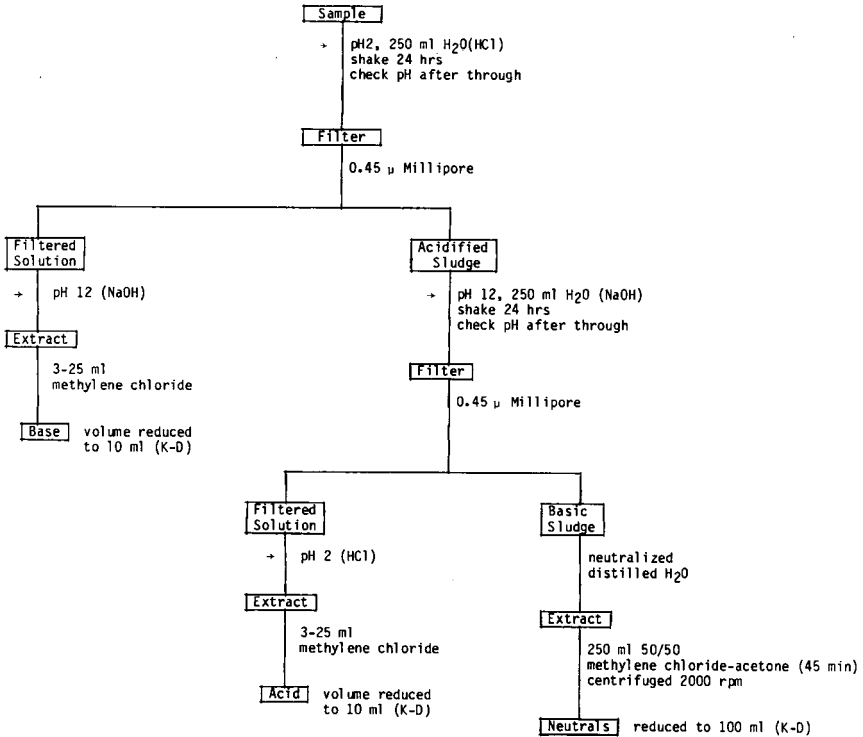 Sample
→ pH2, 250 ml H2O(HCl)
shake 24 hrs
check pH after through
Filter
0.45 μ Millipore
Filtered
Solution
→ pH 12 (NaOH)
Extract
3-25 ml
methylene chloride
Base volume reduced
to 10 ml (K-D)
Acidified
Sludge
→ pH 12, 250 ml H2O (NaOH)
shake 24 hrs
check pH after through
Filter
0.45 μ Millipore
Filtered
Solution
→ pH 2 (HCl)
Extract
3-25 ml
methylene chloride
Acid volume reduced
to 10 ml (K-D)
Basic
Sludge
neutralized
distilled H2O
Extract
250 ml 50/50
methylene chloride-acetone (45 min)
centrifuged 2000 rpm
Neutrals reduced to 100 ml (K-D)